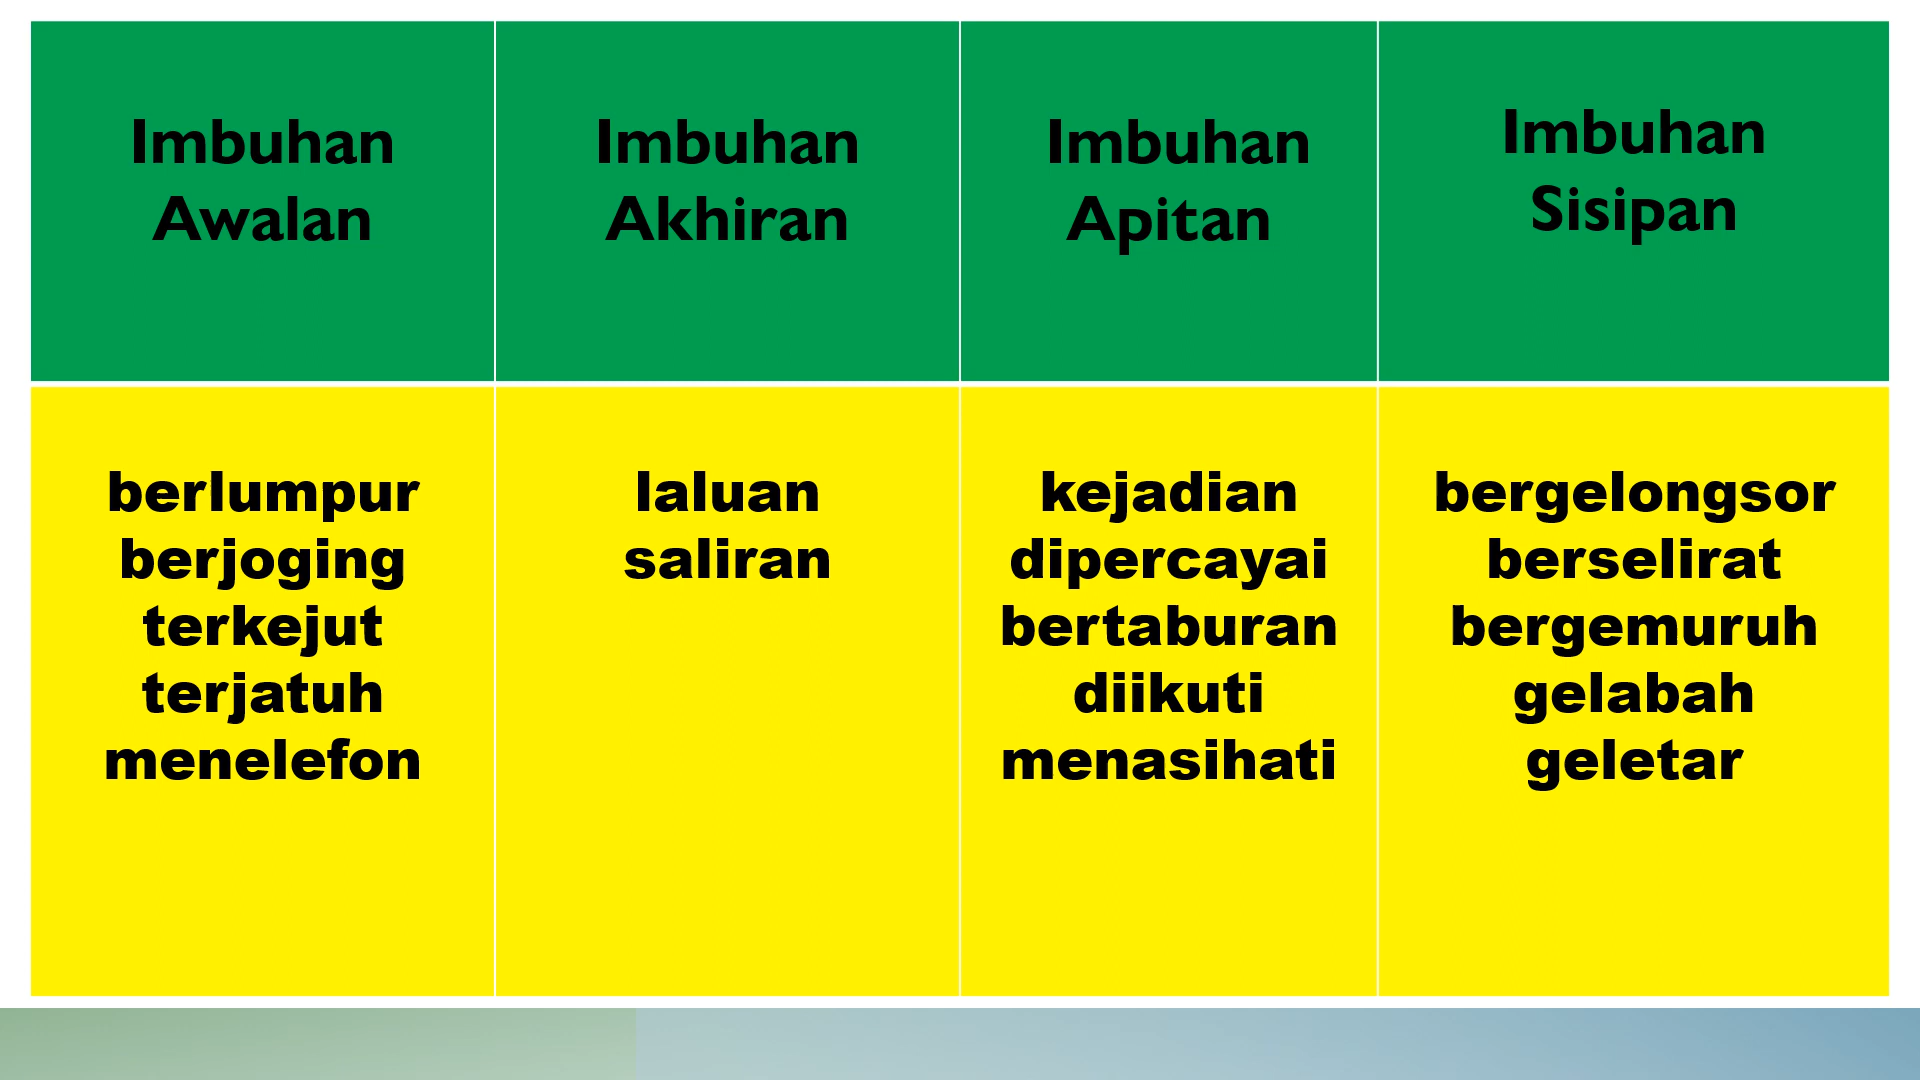 Imbuhan
Awalan
Imbuhan
Akhiran
Imbuhan
Apitan
Imbuhan
Sisipan
berlumpur
berjoging
terkejut
terjatuh
menelefon
laluan
saliran
kejadian
dipercayai
bertaburan
diikuti
menasihati
bergelongsor
berselirat
bergemuruh
gelabah
geletar